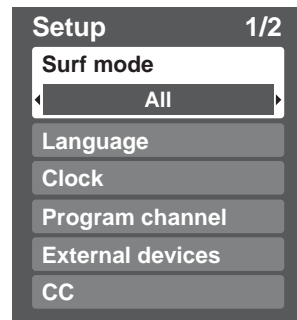 Setup 1/2
Surf mode
All
Language
Clock
Program channel
External devices
CC